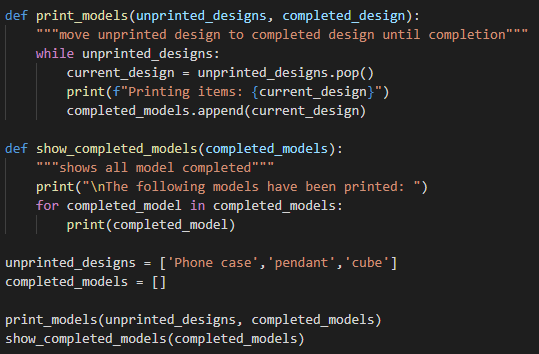 def print_models(unprinted_designs, completed_design):
    """move unprinted design to completed design until completion"""
    while unprinted_designs:
        current_design = unprinted_designs.pop()
        print(f"Printing items: {current_design}")
        completed_models.append(current_design)

def show_completed_models(completed_models):
    """shows all model completed"""
    print("\nThe following models have been printed: ")
    for completed_model in completed_models:
        print(completed_model)

unprinted_designs = ['Phone case','pendant','cube']
completed_models = []

print_models(unprinted_designs, completed_models)
show_completed_models(completed_models)